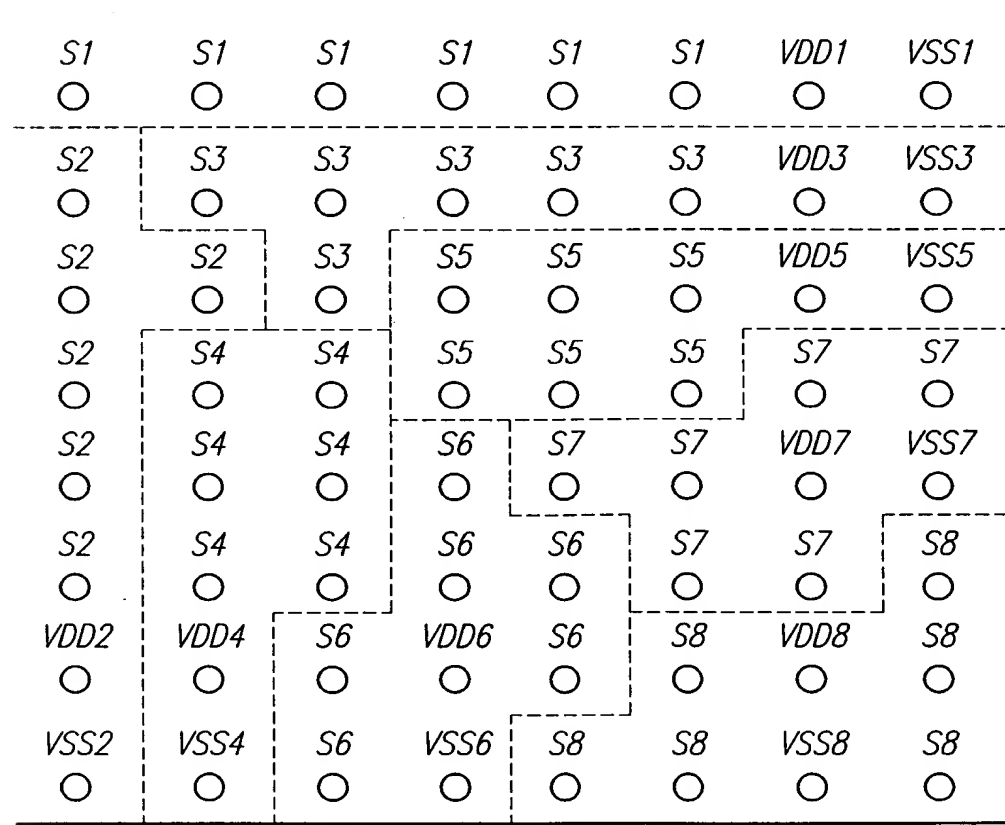 S1 S1 S1 S1 S1 S1 VDD1 VSS1
S2 S3 S3 S3 S3 S3 VDD3 VSS3
S2 S2 S3 S5 S5 S5 VDD5 VSS5
S2 S4 S4 S5 S5 S5 S7 S7
S2 S4 S4 S6 S7 S7 VDD7 VSS7
S2 S4 S4 S6 S6 S7 S7 S8
VDD2 VDD4 S6 VDD6 S6 S8 VDD8 S8
VSS2 VSS4 S6 VSS6 S8 S8 VSS8 S8